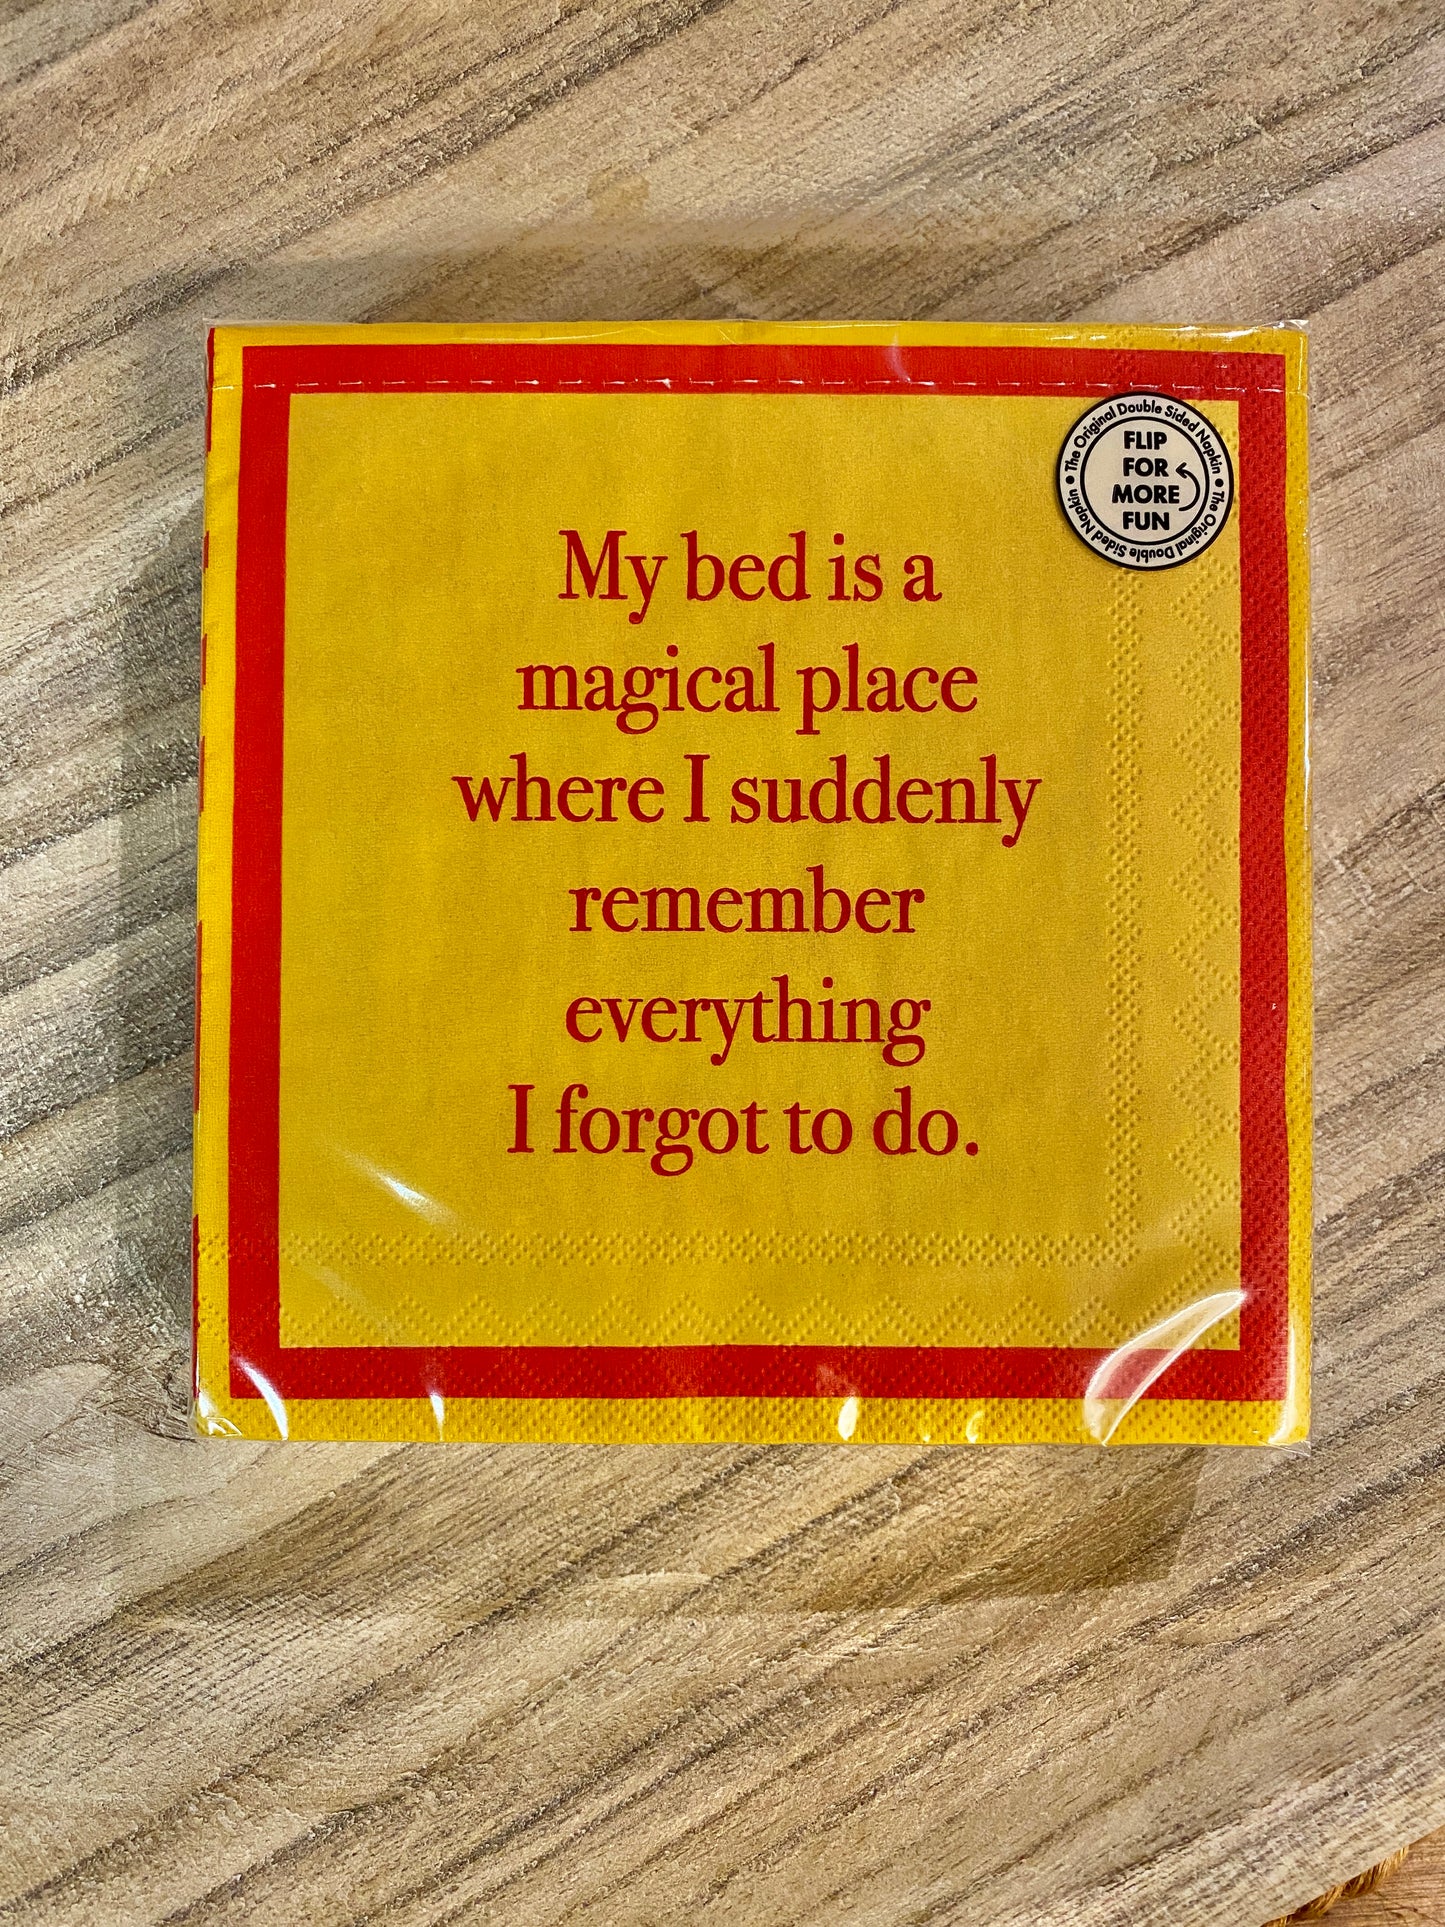 My bed is a
magical place
where I suddenly
remember
everything
I forgot to do.
The Original Double Sided Napkin • The Original Double Sided Napkin •
FLIP
FOR
MORE
FUN